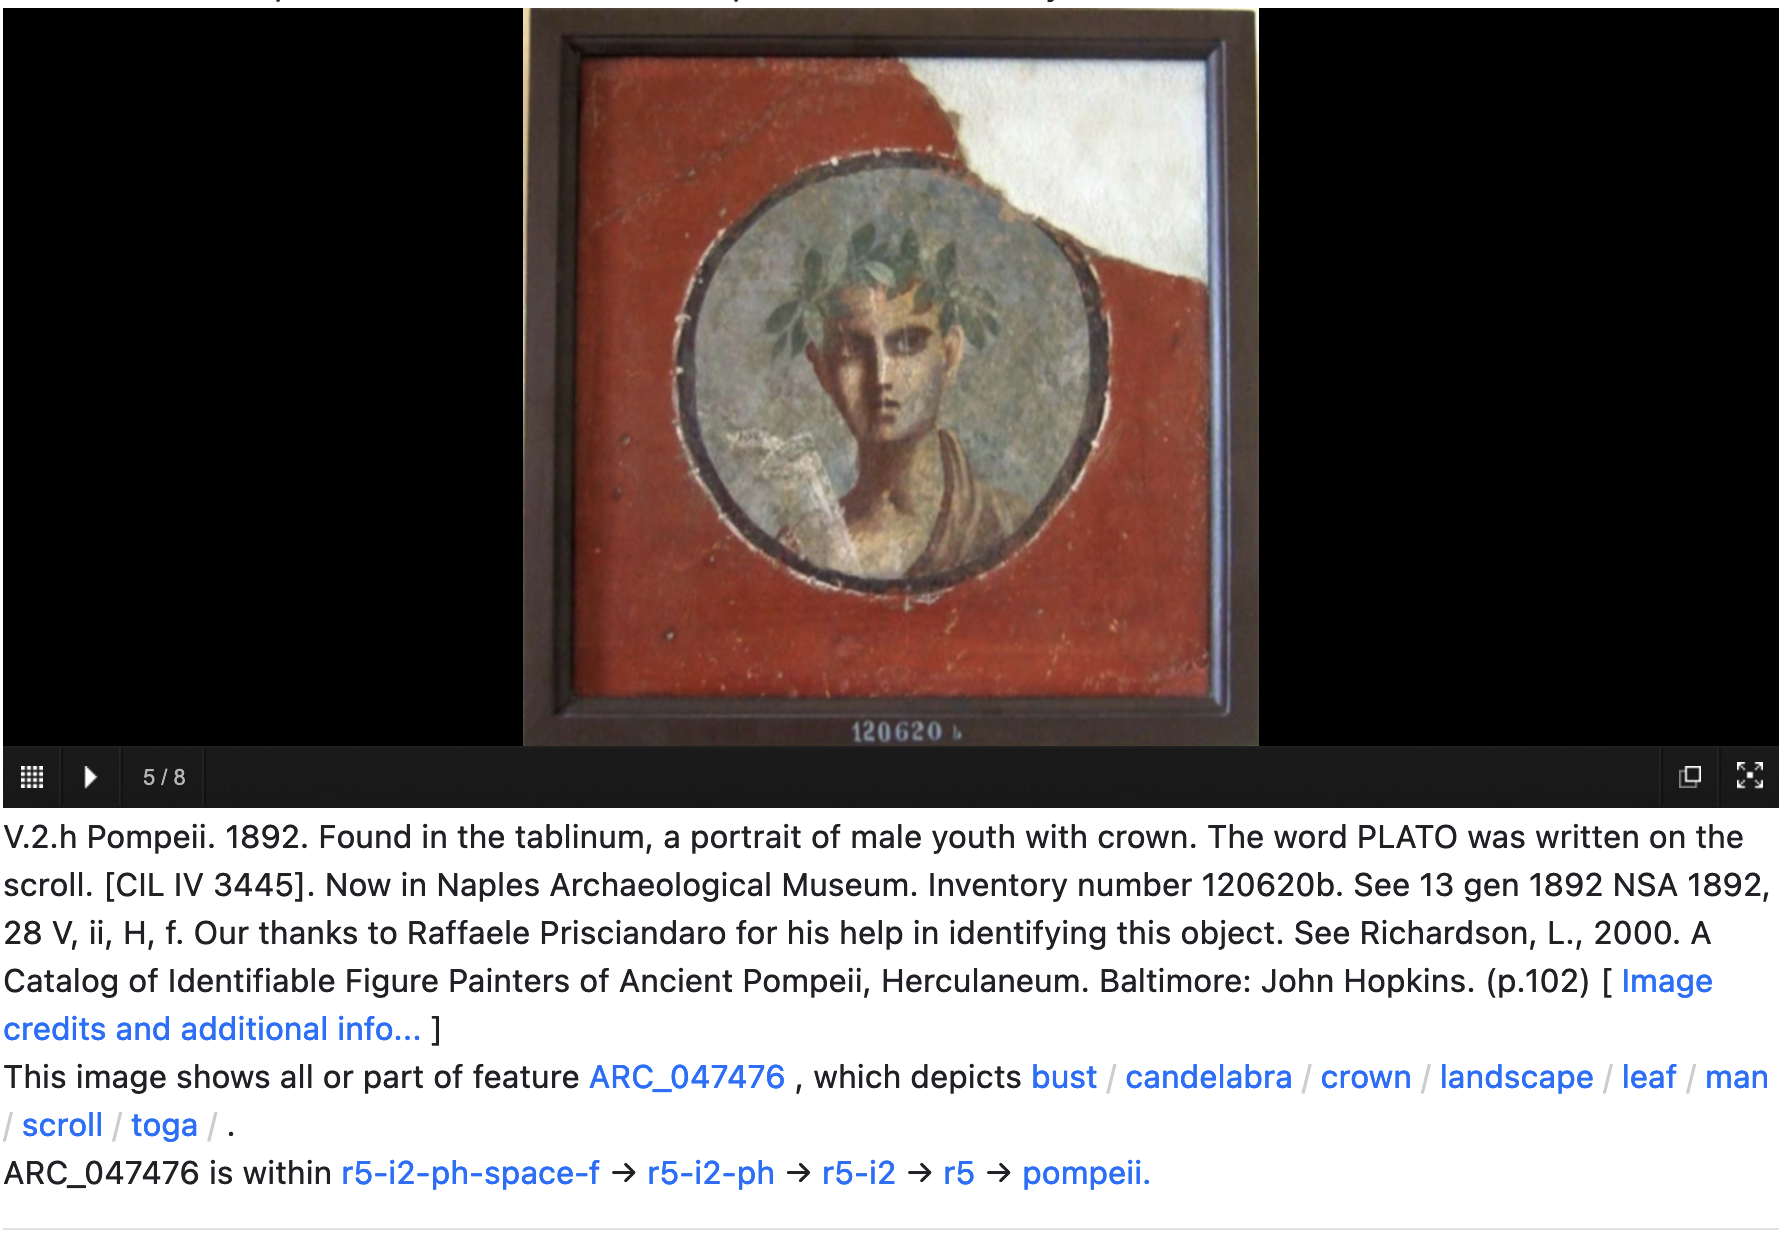 120620 b
5 / 8
V.2.h Pompeii. 1892. Found in the tablinum, a portrait of male youth with crown. The word PLATO was written on the
scroll. [CIL IV 3445]. Now in Naples Archaeological Museum. Inventory number 120620b. See 13 gen 1892 NSA 1892,
28 V, ii, H, f. Our thanks to Raffaele Prisciandaro for his help in identifying this object. See Richardson, L., 2000. A
Catalog of Identifiable Figure Painters of Ancient Pompeii, Herculaneum. Baltimore: John Hopkins. (p.102) [ Image
credits and additional info... ]
This image shows all or part of feature ARC_047476 , which depicts bust / candelabra / crown / landscape / leaf / man
/ scroll / toga / .
ARC_047476 is within r5-i2-ph-space-f → r5-i2-ph → r5-i2 → r5 → pompeii.